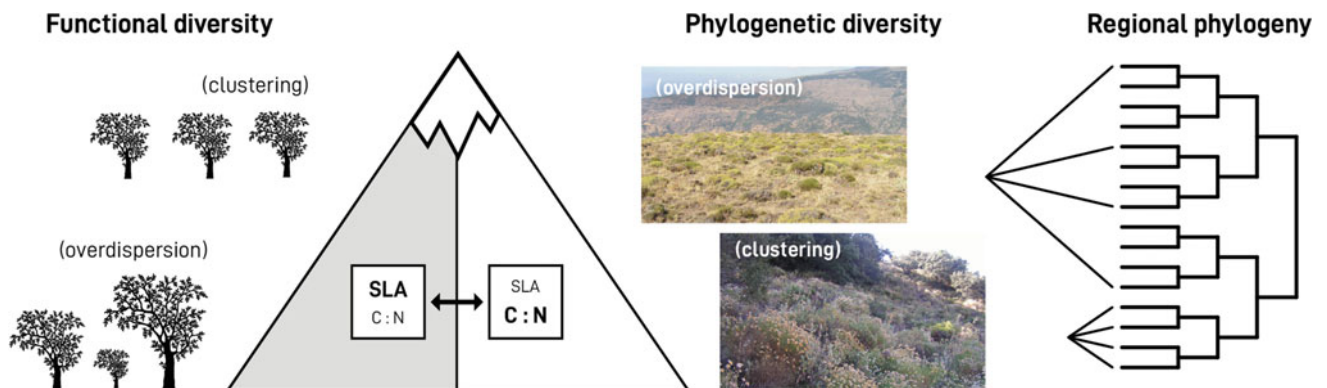 Functional diversity
Phylogenetic diversity
Regional phylogeny
(clustering)
(overdispersion)
(overdispersion)
(clustering)
SLA
C : N
SLA
C : N